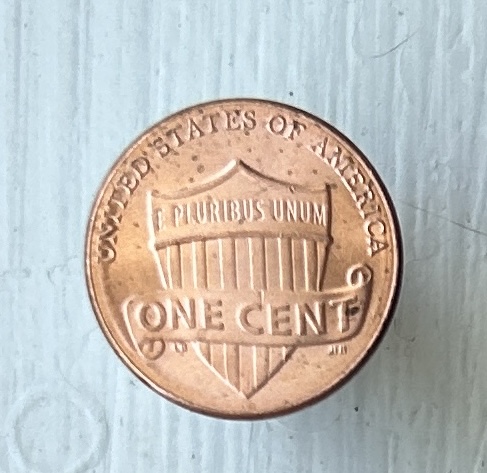 UNITED STATES OF AMERICA
E PLURIBUS UNUM
ONE CENT